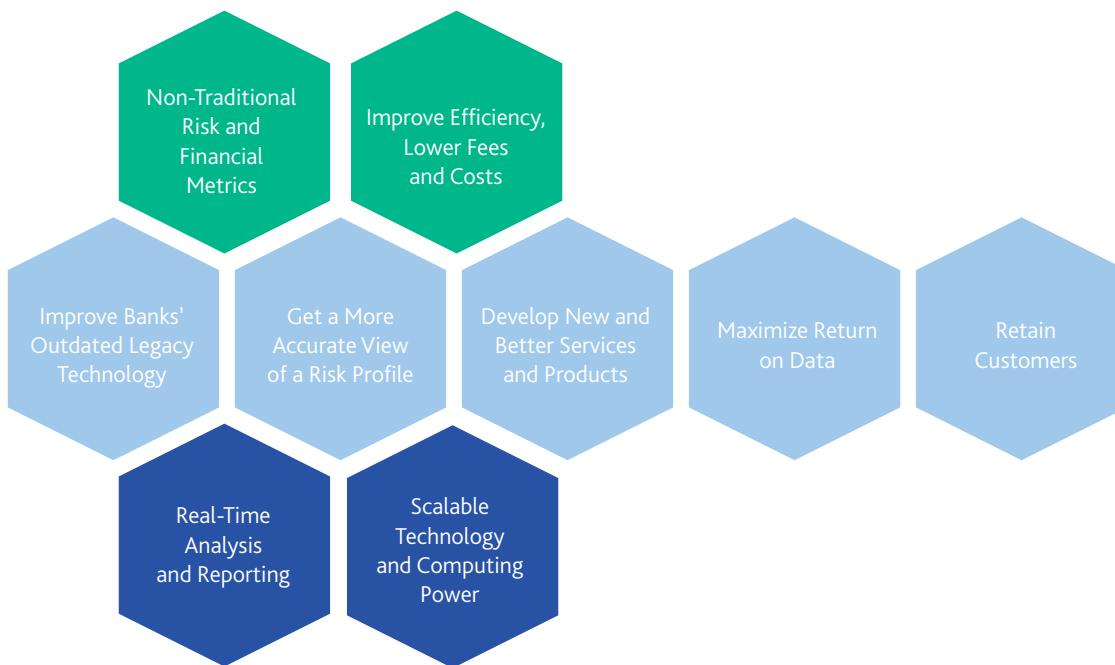 Non-Traditional
Risk and
Financial
Metrics
Improve Efficiency,
Lower Fees
and Costs
Improve Banks'
Outdated Legacy
Technology
Get a More
Accurate View
of a Risk Profile
Develop New and
Better Services
and Products
Maximize Return
on Data
Retain
Customers
Real-Time
Analysis
and Reporting
Scalable
Technology
and Computing
Power